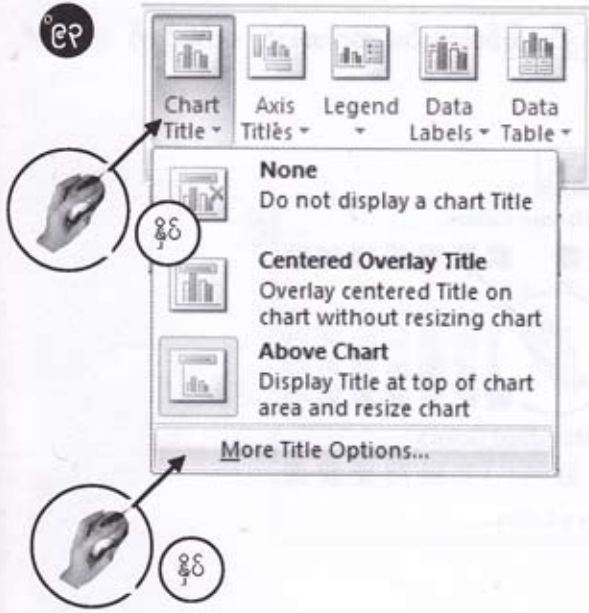 Chart Title
Axis Titles
Legend
Data Labels
Data Table
None
Do not display a chart Title
နှိပ်
Centered Overlay Title
Overlay centered Title on
chart without resizing chart
Above Chart
Display Title at top of chart
area and resize chart
More Title Options...
နှိပ်